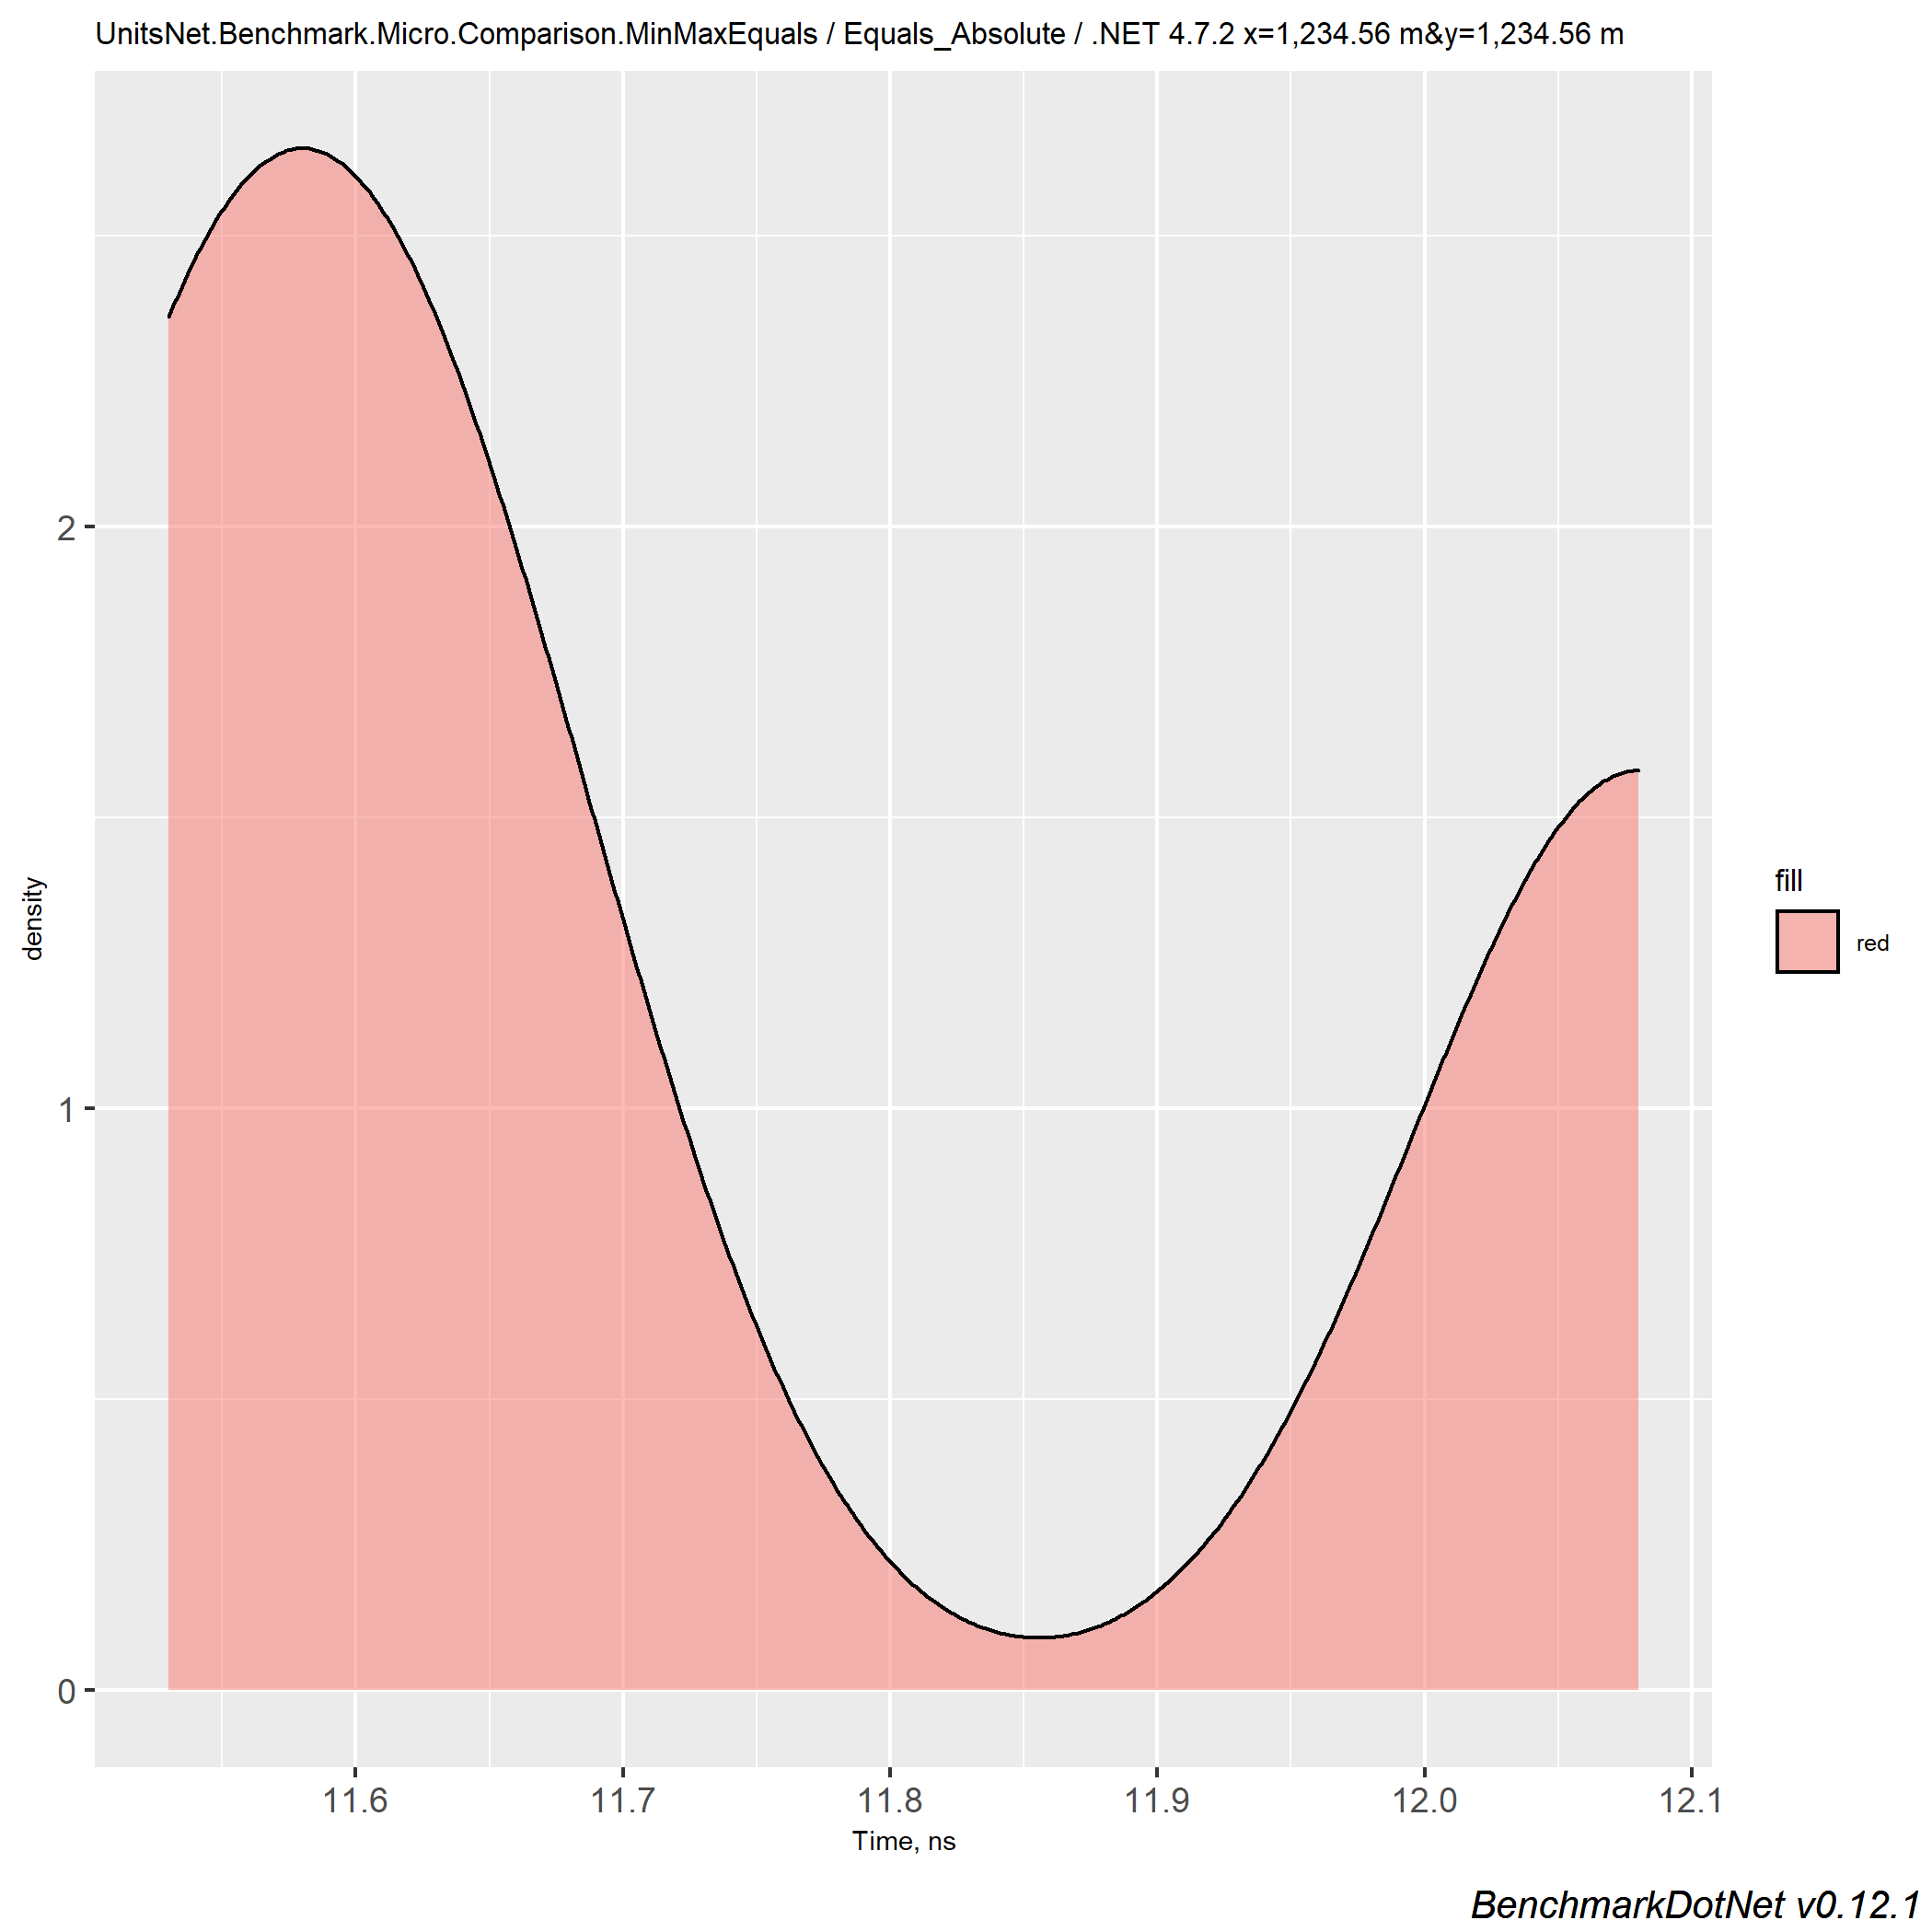 UnitsNet.Benchmark.Micro.Comparison.MinMaxEquals / Equals_Absolute / .NET 4.7.2 x=1,234.56 m&y=1,234.56 m
density
2
1
0
11.6 11.7 11.8 11.9 12.0 12.1
Time, ns
fill
red
BenchmarkDotNet v0.12.1